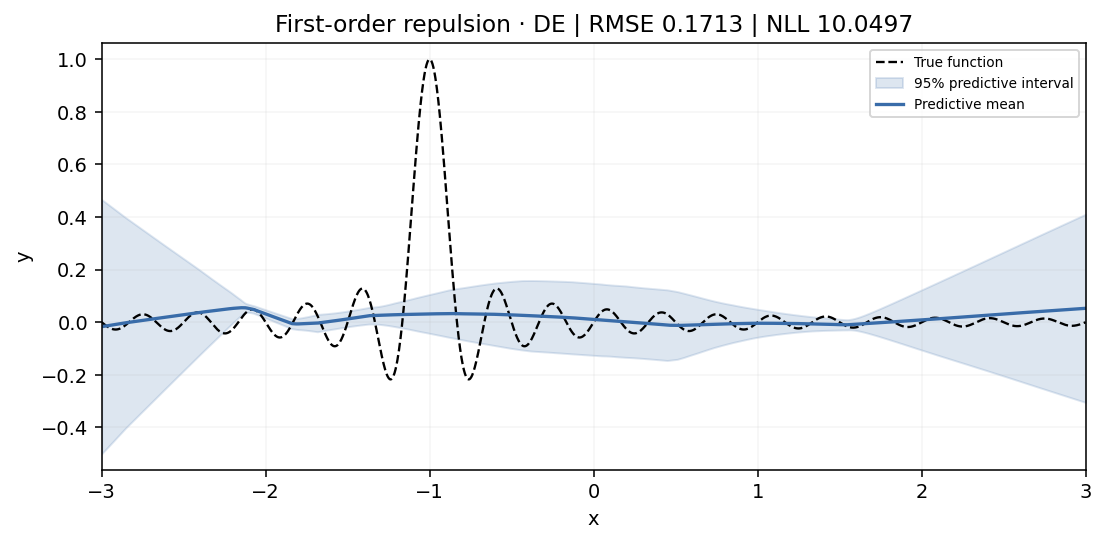 First-order repulsion · DE | RMSE 0.1713 | NLL 10.0497
True function
95% predictive interval
Predictive mean
y
1.0
0.8
0.6
0.4
0.2
0.0
−0.2
−0.4
−3
−2
−1
0
1
2
3
x